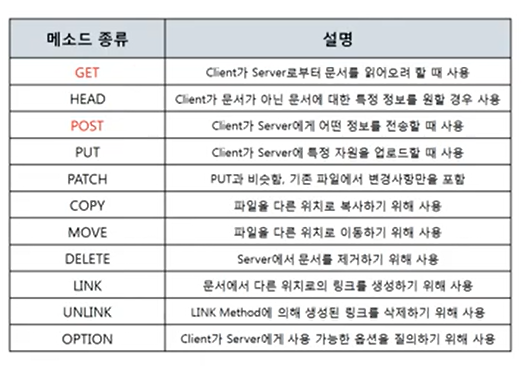 메소드 종류 설명
GET Client가 Server로부터 문서를 읽어오려 할 때 사용
HEAD Client가 문서가 아닌 문서에 대한 특정 정보를 원할 경우 사용
POST Client가 Server에게 어떤 정보를 전송할 때 사용
PUT Client가 Server에 특정 자원을 업로드할 때 사용
PATCH PUT과 비슷함, 기존 파일에서 변경사항만을 포함
COPY 파일을 다른 위치로 복사하기 위해 사용
MOVE 파일을 다른 위치로 이동하기 위해 사용
DELETE Server에서 문서를 제거하기 위해 사용
LINK 문서에서 다른 위치로의 링크를 생성하기 위해 사용
UNLINK LINK Method에 의해 생성된 링크를 삭제하기 위해 사용
OPTION Client가 Server에게 사용 가능한 옵션을 질의하기 위해 사용